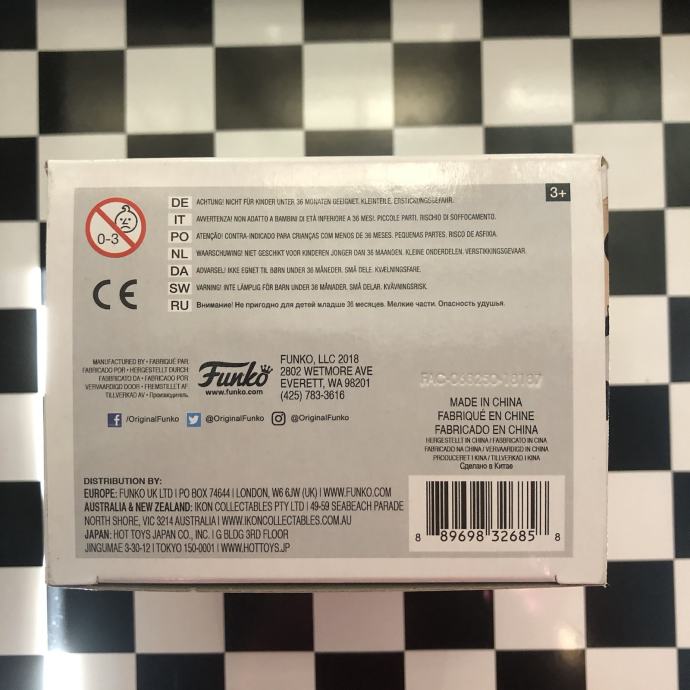 3+
0-3
DE ACHTUNG! NICHT FÜR KINDER UNTER 36 MONATEN GEEIGNET. KLEINTEILE. ERSTICKUNGSGEFAHR.
IT AVVERTENZA! NON ADATTO A BAMBINI DI ETÀ INFERIORE A 36 MESI. PICCOLE PARTI. RISCHIO DI SOFFOCAMENTO.
PO ATENÇÃO! CONTRA-INDICADO PARA CRIANÇAS COM MENOS DE 36 MESES. PEQUENAS PARTES. RISCO DE ASFIXIA.
NL WAARSCHUWING! NIET GESCHIKT VOOR KINDEREN JONGER DAN 36 MAANDEN. KLEINE ONDERDELEN. VERSTIKKINGSGEVAAR.
DA ADVARSEL! IKKE EGNET TIL BØRN UNDER 36 MÅNEDER. SMÅ DELE. KVÆLNINGSFARE.
SW VARNING! INTE LÄMPLIG FÖR BARN UNDER 36 MÅNADER. SMÅ DELAR. KVÄVNINGSRISK.
RU Внимание! Не пригодно для детей младше 36 месяцев. Мелкие части. Опасность удушья.
CE
MANUFACTURED BY • FABRIQUÉ PAR
FABRICADO POR • HERGESTELLT DURCH
FABRICATO DA • FABRICADO POR
VERVAARDIGD DOOR • FREMSTILLET AF
TILLVERKAD AV • Производитель
Funko
www.funko.com
FUNKO, LLC 2018
2802 WETMORE AVE
EVERETT, WA 98201
(425) 783-3616
/OriginalFunko @OriginalFunko @OriginalFunko
FAC-063250-18187
MADE IN CHINA
FABRIQUÉ EN CHINE
FABRICADO EN CHINA
HERGESTELLT IN CHINA / FABBRICATO IN CINA
FABRICADO NA CHINA / VERVAARDIGD IN CHINA
PRODUCERET I KINA / TILLVERKAD I KINA
Сделано в Китае
DISTRIBUTION BY:
EUROPE: FUNKO UK LTD | PO BOX 74644 | LONDON, W6 6JW (UK) | WWW.FUNKO.COM
AUSTRALIA & NEW ZEALAND: IKON COLLECTABLES PTY LTD | 49-59 SEABEACH PARADE
NORTH SHORE, VIC 3214 AUSTRALIA | WWW.IKONCOLLECTABLES.COM.AU
JAPAN: HOT TOYS JAPAN CO., INC. | G BLDG 3RD FLOOR
JINGUMAE 3-30-12 | TOKYO 150-0001 | WWW.HOTTOYS.JP
8 89698 32685 8